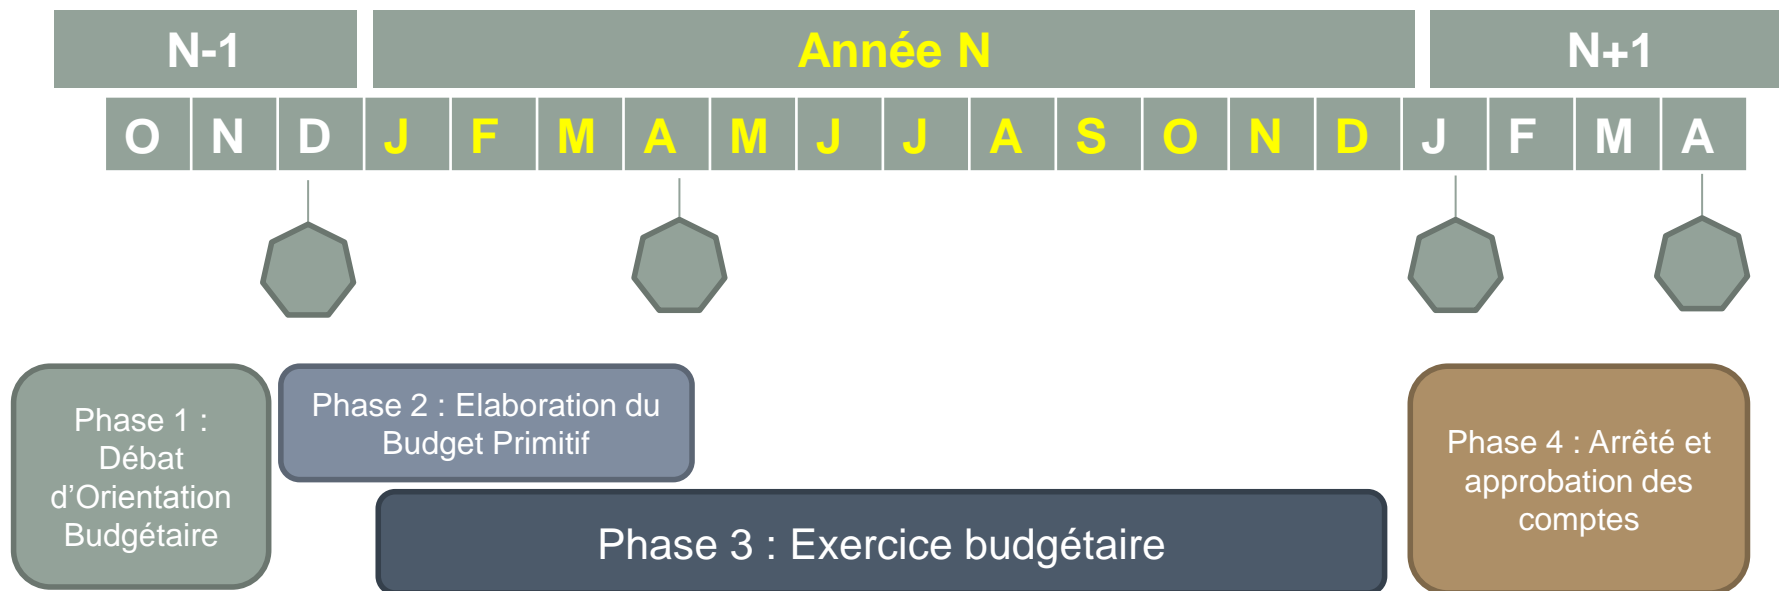 N-1 Année N N+1
O N D J F M A M J J A S O N D J F M A
Phase 1 :
Débat
d'Orientation
Budgétaire
Phase 2 : Elaboration du
Budget Primitif
Phase 3 : Exercice budgétaire
Phase 4 : Arrêté et
approbation des
comptes